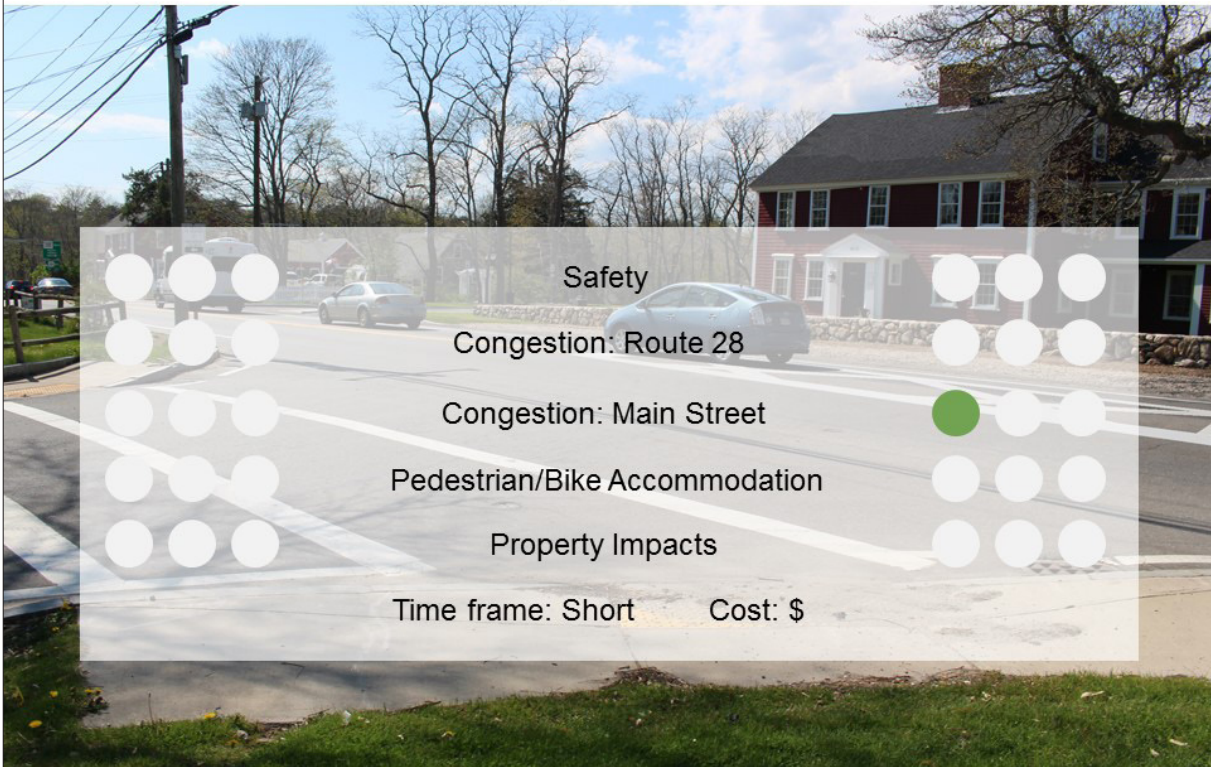 Safety
Congestion: Route 28
Congestion: Main Street
Pedestrian/Bike Accommodation
Property Impacts
Time frame: Short Cost: $